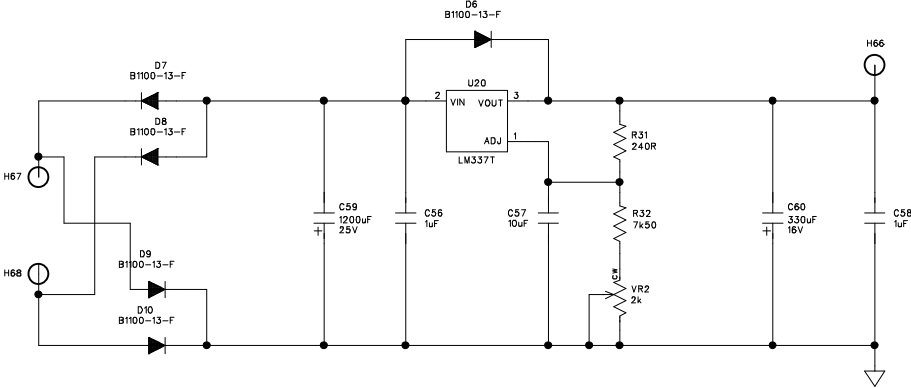 D6
B1100-13-F
H66
D7
B1100-13-F
U20
2
VIN
VOUT
3
D8
B1100-13-F
ADJ
1
R31
240R
LM337T
H67
C59
1200uF
25V
+
C56
1uF
C57
10uF
R32
7k50
C60
330uF
16V
+
C58
1uF
H68
D9
B1100-13-F
CW
VR2
2k
D10
B1100-13-F